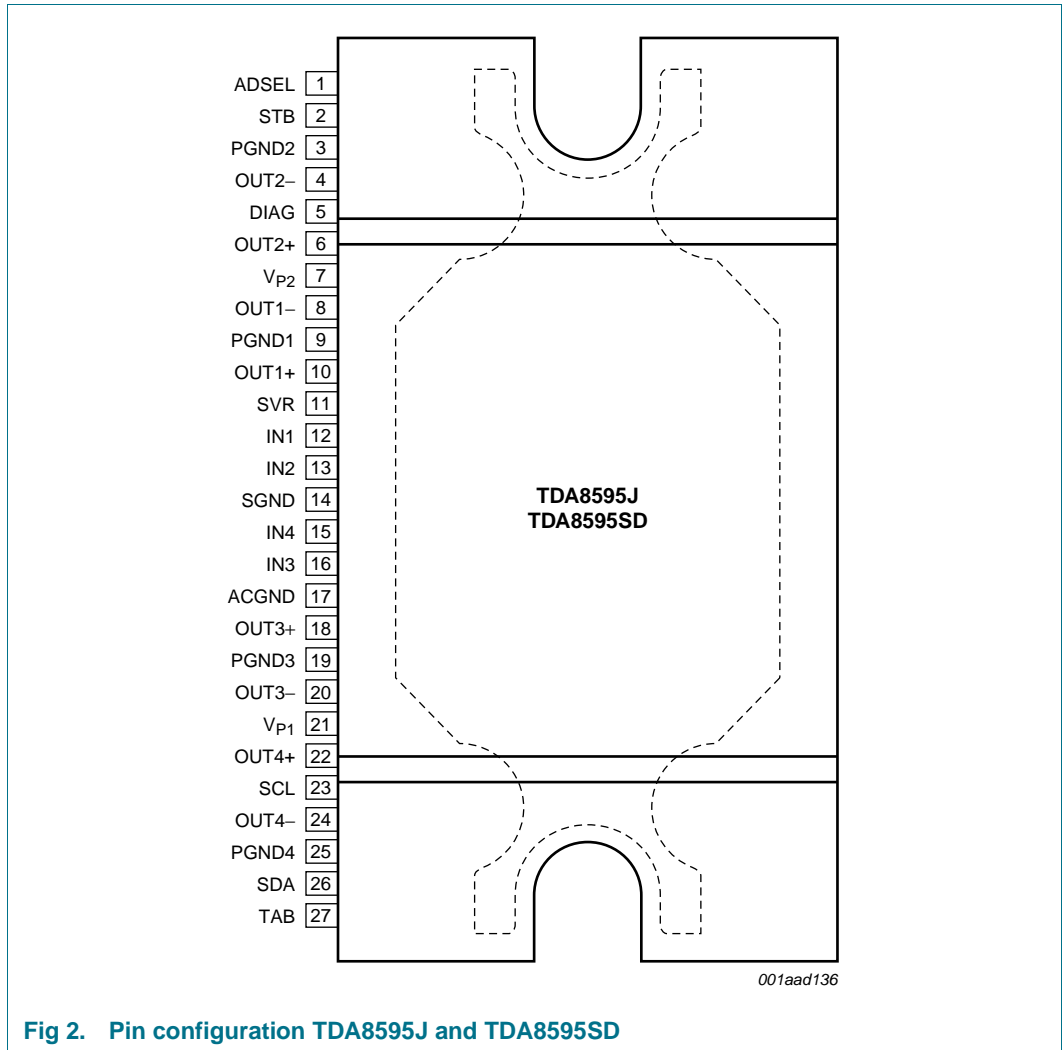 ADSEL 1
STB 2
PGND2 3
OUT2− 4
DIAG 5
OUT2+ 6
VP2 7
OUT1− 8
PGND1 9
OUT1+ 10
SVR 11
IN1 12
IN2 13
SGND 14
IN4 15
IN3 16
ACGND 17
OUT3+ 18
PGND3 19
OUT3− 20
VP1 21
OUT4+ 22
SCL 23
OUT4− 24
PGND4 25
SDA 26
TAB 27
TDA8595J
TDA8595SD
001aad136
Fig 2. Pin configuration TDA8595J and TDA8595SD